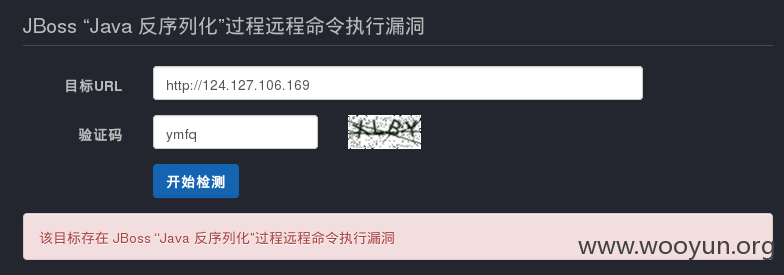 JBoss “Java 反序列化”过程远程命令执行漏洞
目标URL http://124.127.106.169
验证码 ymfq XLBY
开始检测
该目标存在 JBoss “Java 反序列化”过程远程命令执行漏洞
www.wooyun.org